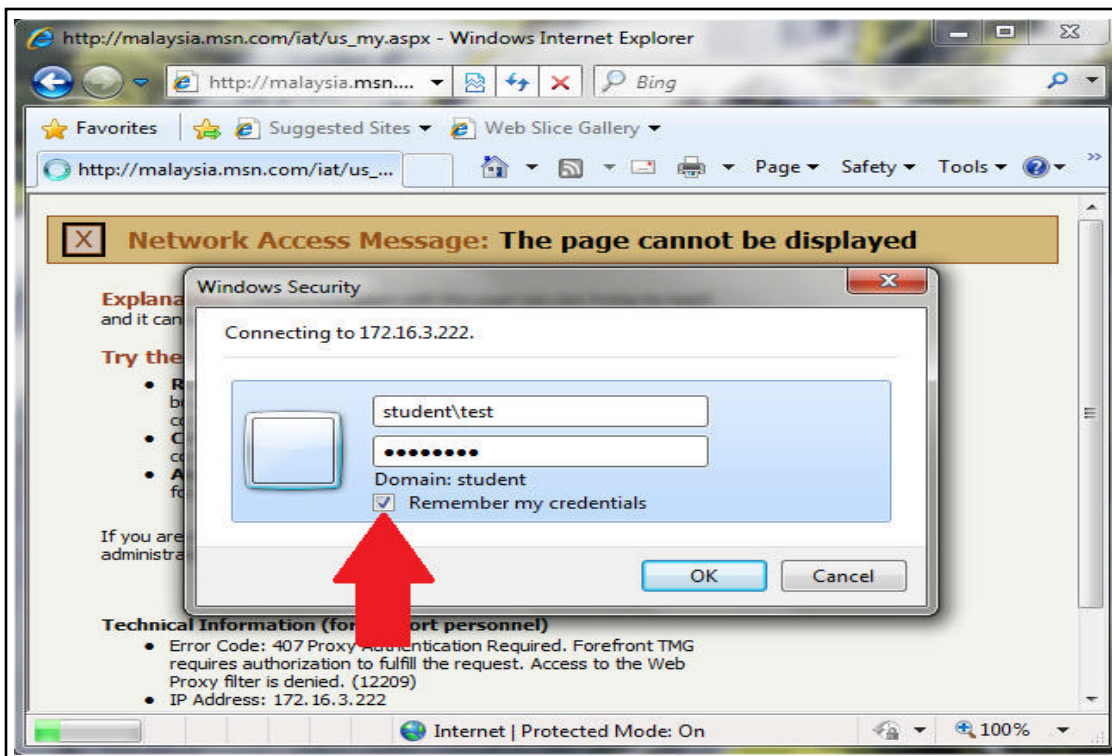 http://malaysia.msn.com/iat/us_my.aspx - Windows Internet Explorer
http://malaysia.msn.... Bing
Favorites Suggested Sites Web Slice Gallery
http://malaysia.msn.com/iat/us_... Page Safety Tools
X Network Access Message: The page cannot be displayed
Windows Security
Explana
and it can
Connecting to 172.16.3.222.
Try the
R
student\test
b
c
C
••••••••
c
A
Domain: student
fo
Remember my credentials
If you are
administra
OK Cancel
Technical Information (for ort personnel)
Error Code: 407 Proxy Authentication Required. Forefront TMG
requires authorization to fulfill the request. Access to the Web
Proxy filter is denied. (12209)
IP Address: 172.16.3.222
Internet | Protected Mode: On 100%